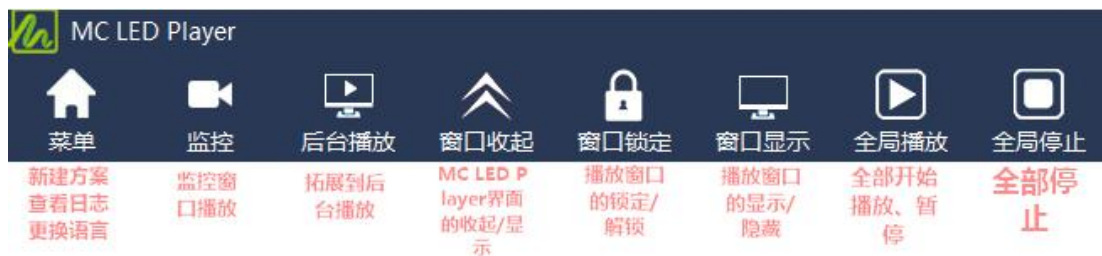 MC LED Player
菜单 监控 后台播放 窗口收起 窗口锁定 窗口显示 全局播放 全局停止
新建方案
查看日志
更换语言
监控窗
口播放
拓展到后
台播放
MC LED P
layer界面
的收起/显
示
播放窗口
的锁定/
解锁
播放窗口
的显示/
隐藏
全部开始
播放、暂
停
全部停
止